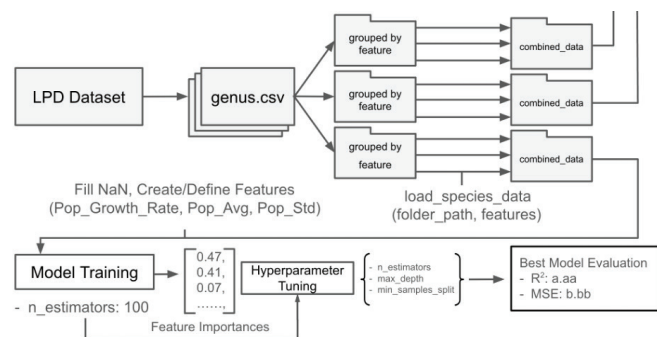 LPD Dataset
genus.csv
grouped by
feature
combined_data
grouped by
feature
combined_data
grouped by
feature
combined_data
Fill NaN, Create/Define Features
(Pop_Growth_Rate, Pop_Avg, Pop_Std)
load_species_data
(folder_path, features)
Model Training
- n_estimators: 100
0.47,
0.41,
0.07,
......,
Feature Importances
Hyperparameter
Tuning
- n_estimators
- max_depth
- min_samples_split
Best Model Evaluation
- R²: a.aa
- MSE: b.bb